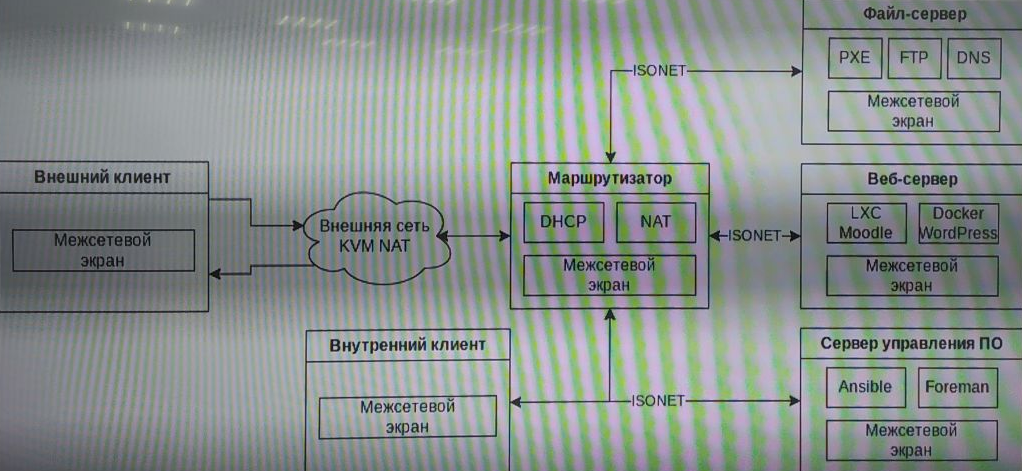 Файл-сервер
PXE
FTP
DNS
Межсетевой
экран
ISONET
Внешний клиент
Межсетевой
экран
Внешняя сеть
KVM NAT
Маршрутизатор
DHCP
NAT
Межсетевой
экран
ISONET
Веб-сервер
LXC
Moodle
Docker
WordPress
Межсетевой
экран
Внутренний клиент
Межсетевой
экран
ISONET
Сервер управления ПО
Ansible
Foreman
Межсетевой
экран